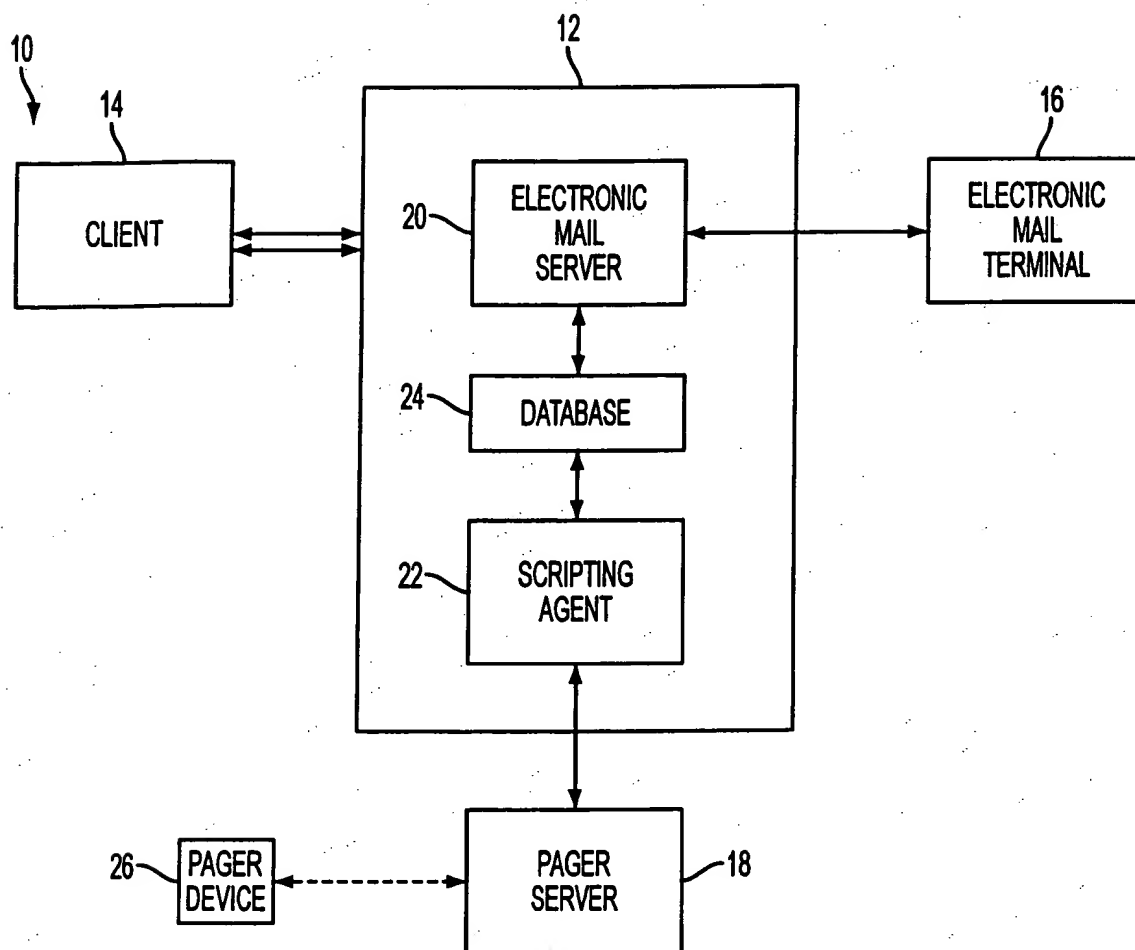 10
14
12
16
CLIENT
20
ELECTRONIC
MAIL
SERVER
ELECTRONIC
MAIL
TERMINAL
24
DATABASE
22
SCRIPTING
AGENT
26
PAGER
DEVICE
PAGER
SERVER
18